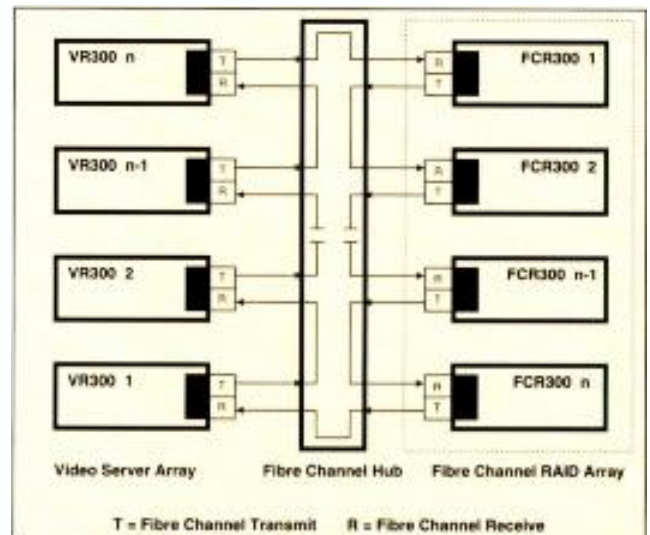 VR300 n
T
R
R
T
FCR300 1
VR300 n-1
T
R
R
T
FCR300 2
VR300 2
T
R
R
T
FCR300 n-1
VR300 1
T
R
R
T
FCR300 n
Video Server Array
Fibre Channel Hub
Fibre Channel RAID Array
T = Fibre Channel Transmit R = Fibre Channel Receive